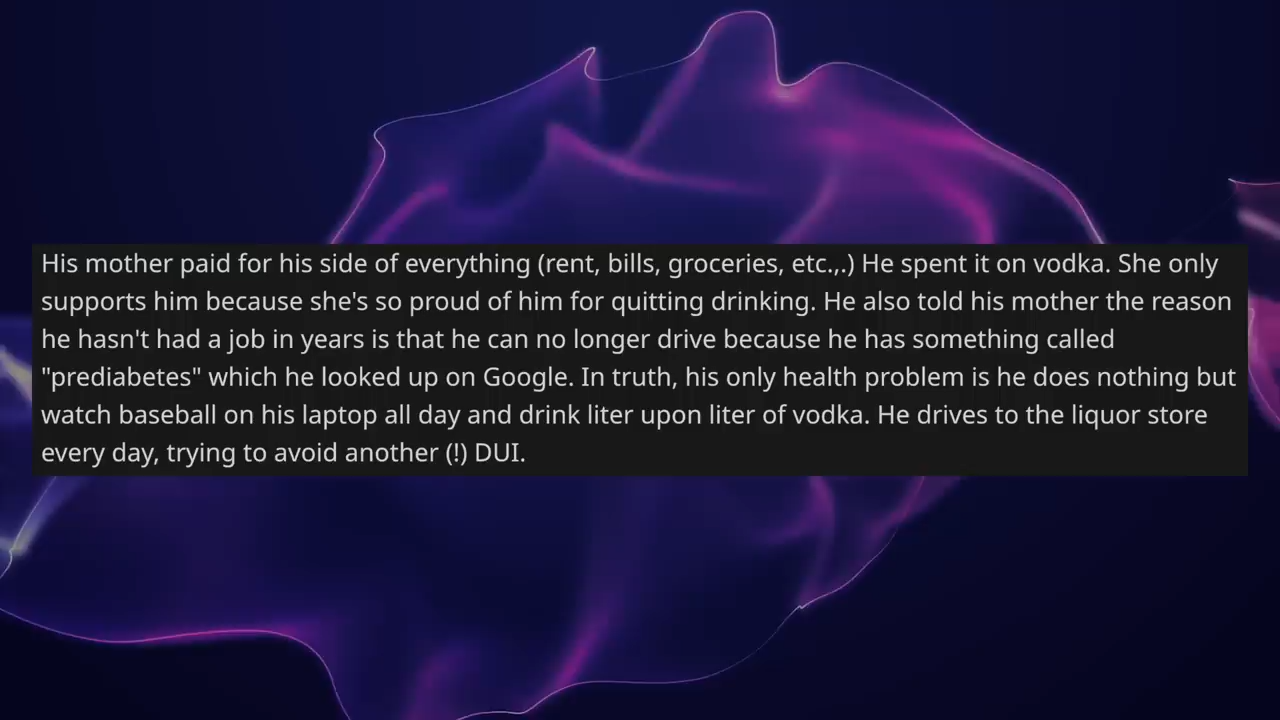 His mother paid for his side of everything (rent, bills, groceries, etc.,.) He spent it on vodka. She only
supports him because she's so proud of him for quitting drinking. He also told his mother the reason
he hasn't had a job in years is that he can no longer drive because he has something called
"prediabetes" which he looked up on Google. In truth, his only health problem is he does nothing but
watch baseball on his laptop all day and drink liter upon liter of vodka. He drives to the liquor store
every day, trying to avoid another (!) DUI.